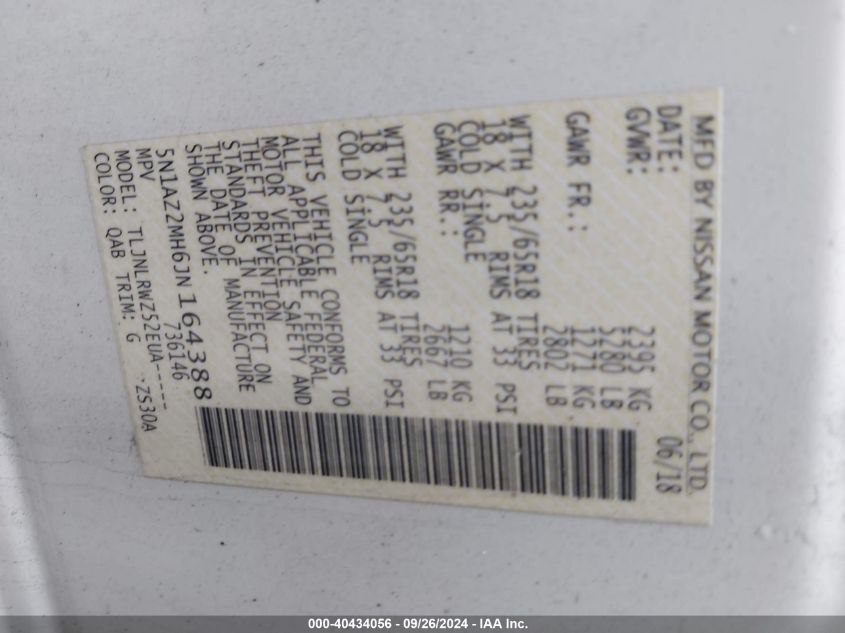 MFD BY NISSAN MOTOR CO., LTD.
DATE: 06/18
GVWR: 2395 KG
5280 LB
GAWR FR.: 1271 KG
2802 LB
WITH 235/65R18 TIRES
18 X 7.5 RIMS AT 33 PSI
COLD SINGLE
GAWR RR.: 1210 KG
2667 LB
WITH 235/65R18 TIRES
18 X 7.5 RIMS AT 33 PSI
COLD SINGLE
THIS VEHICLE CONFORMS TO
ALL APPLICABLE FEDERAL
MOTOR VEHICLE SAFETY AND
THEFT PREVENTION
STANDARDS IN EFFECT ON
THE DATE OF MANUFACTURE
SHOWN ABOVE.
5N1AZ2MH6JN164388
MPV 736146
MODEL: TLJNLRWZ52EUA-----
COLOR: QAB TRIM: G ·ZS30A
000-40434056 - 09/26/2024 - IAA Inc.